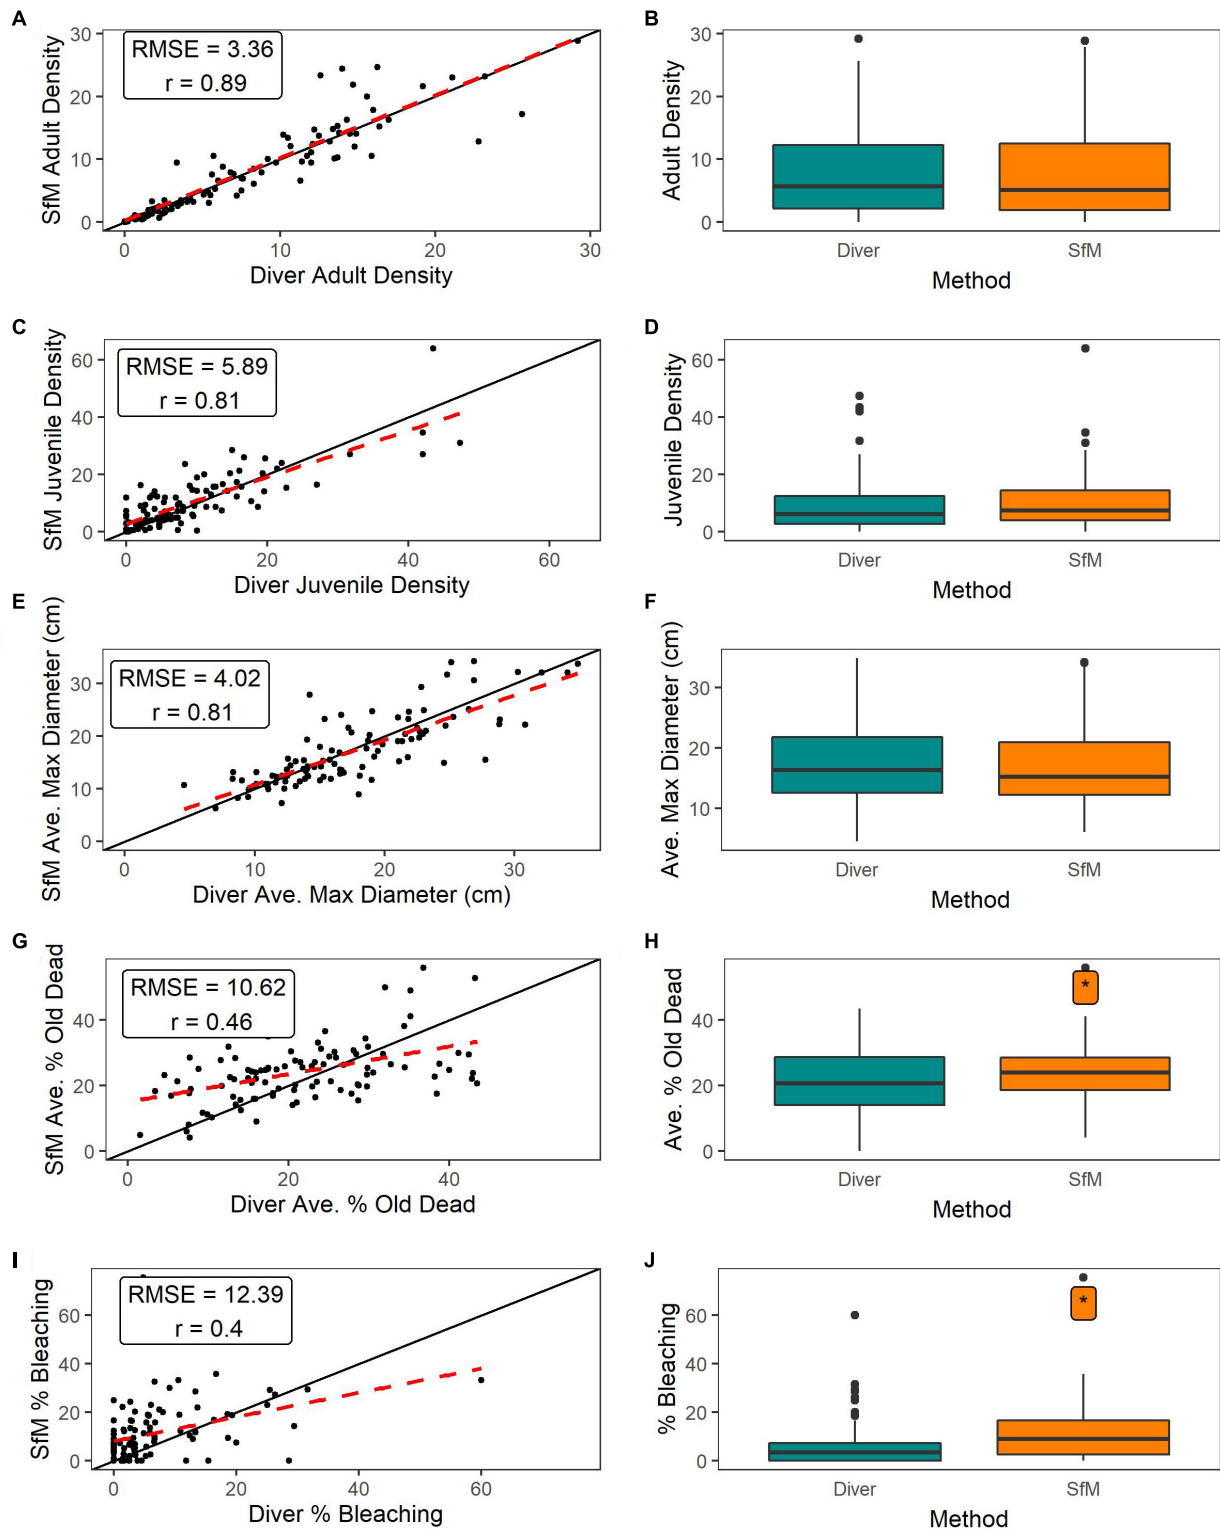 A
RMSE = 3.36
r = 0.89
SfM Adult Density
30
20
10
0
0 10 20 30
Diver Adult Density
B
Adult Density
30
20
10
0
Diver SfM
Method
C
RMSE = 5.89
r = 0.81
SfM Juvenile Density
60
40
20
0
0 20 40 60
Diver Juvenile Density
D
Juvenile Density
60
40
20
0
Diver SfM
Method
E
RMSE = 4.02
r = 0.81
SfM Ave. Max Diameter (cm)
30
20
10
0
0 10 20 30
Diver Ave. Max Diameter (cm)
F
Ave. Max Diameter (cm)
30
20
10
Diver SfM
Method
G
RMSE = 10.62
r = 0.46
SfM Ave. % Old Dead
40
20
0
0 20 40
Diver Ave. % Old Dead
H
*
Ave. % Old Dead
40
20
0
Diver SfM
Method
I
RMSE = 12.39
r = 0.4
SfM % Bleaching
60
40
20
0
0 20 40 60
Diver % Bleaching
J
*
% Bleaching
60
40
20
0
Diver SfM
Method